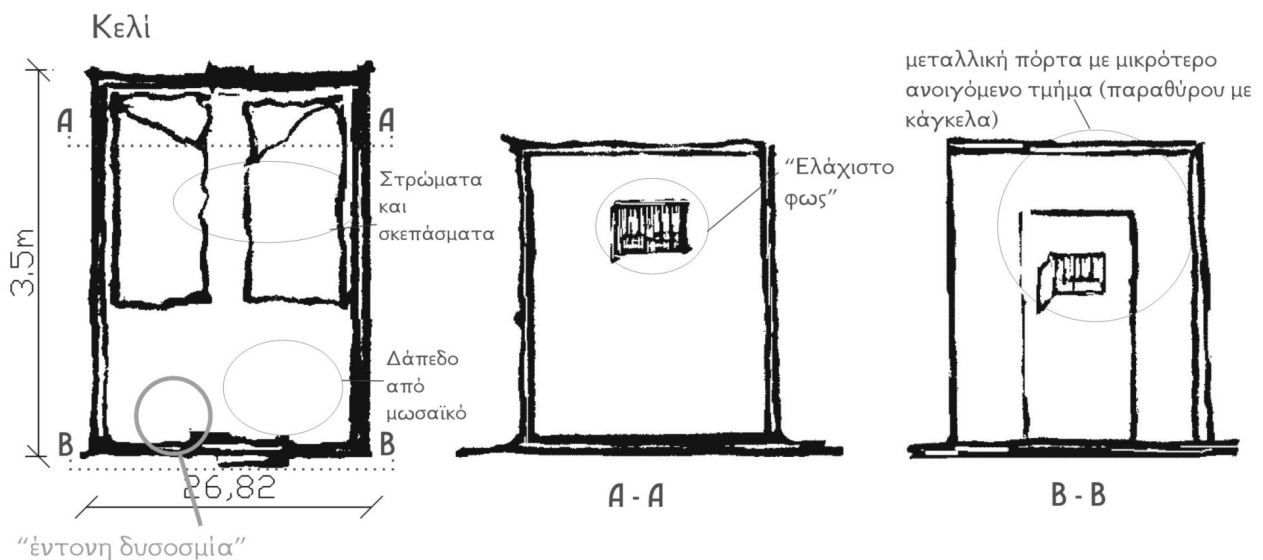 Κελί
A
A
3.5m
Στρώματα
και
σκεπάσματα
Δάπεδο
από
μωσαϊκό
B
B
26,82
“έντονη δυσοσμία”
“Ελάχιστο
φως”
A - A
μεταλλική πόρτα με μικρότερο
ανοιγόμενο τμήμα (παραθύρου με
κάγκελα)
B - B